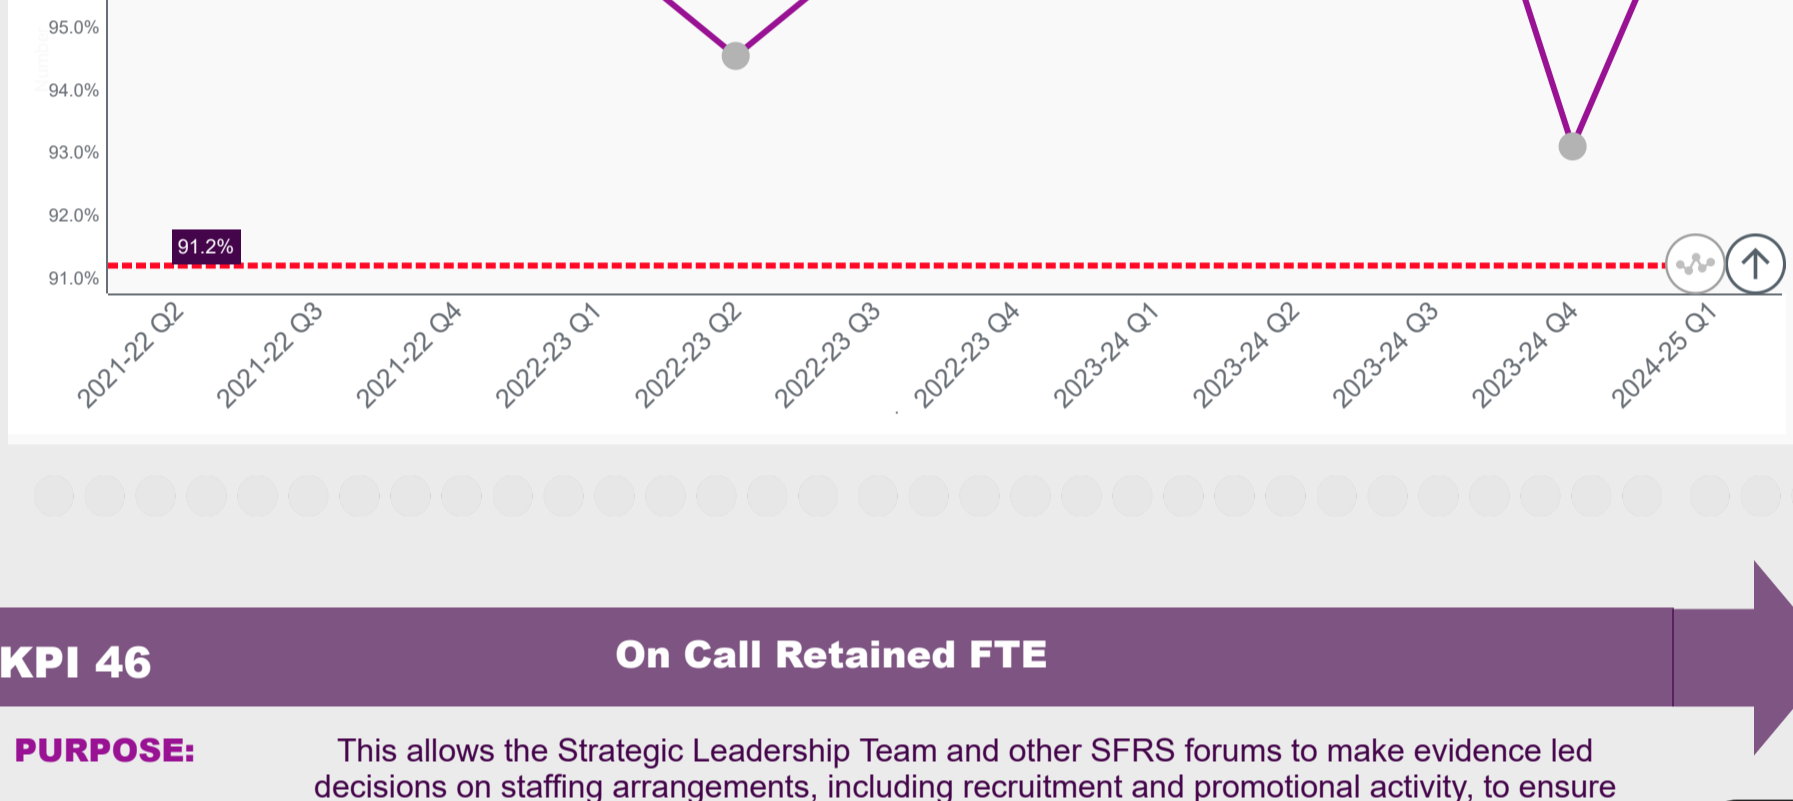 95.0%
Number
94.0%
93.0%
92.0%
91.2%
91.0%
2021-22 Q2
2021-22 Q3
2021-22 Q4
2022-23 Q1
2022-23 Q2
2022-23 Q3
2022-23 Q4
2023-24 Q1
2023-24 Q2
2023-24 Q3
2023-24 Q4
2024-25 Q1
KPI 46
On Call Retained FTE
PURPOSE:
This allows the Strategic Leadership Team and other SFRS forums to make evidence led
decisions on staffing arrangements, including recruitment and promotional activity, to ensure